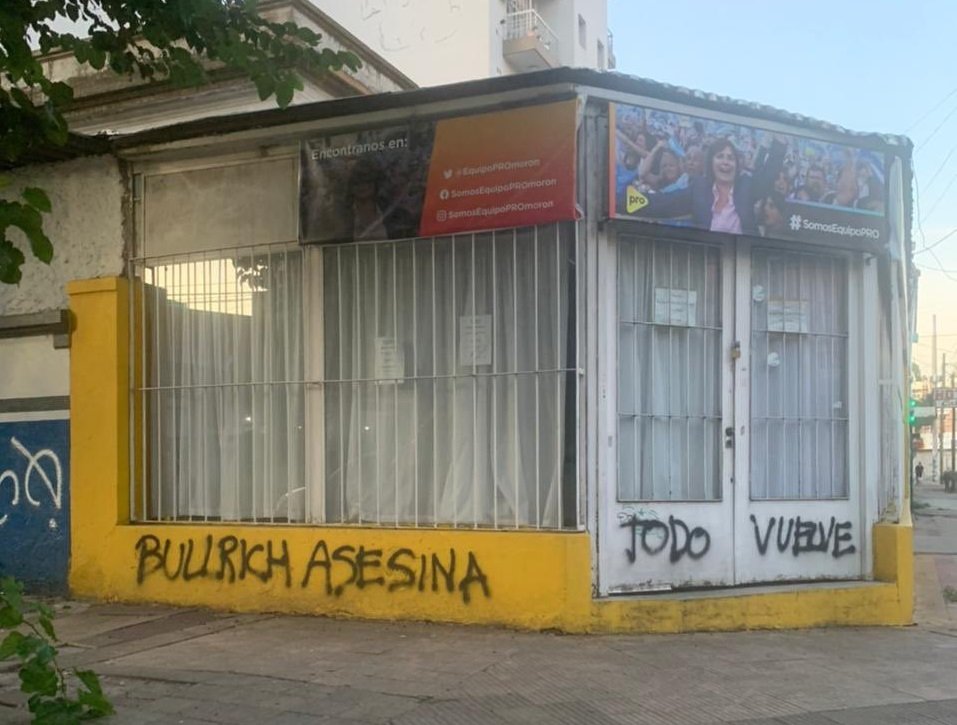 Encontranos en:
@EquipoPROmoron
SomosEquipoPROmoron
SomosEquipoPROmoron
pro
#SomosEquipoPRO
BULLRICH ASESINA
TODO VUELVE